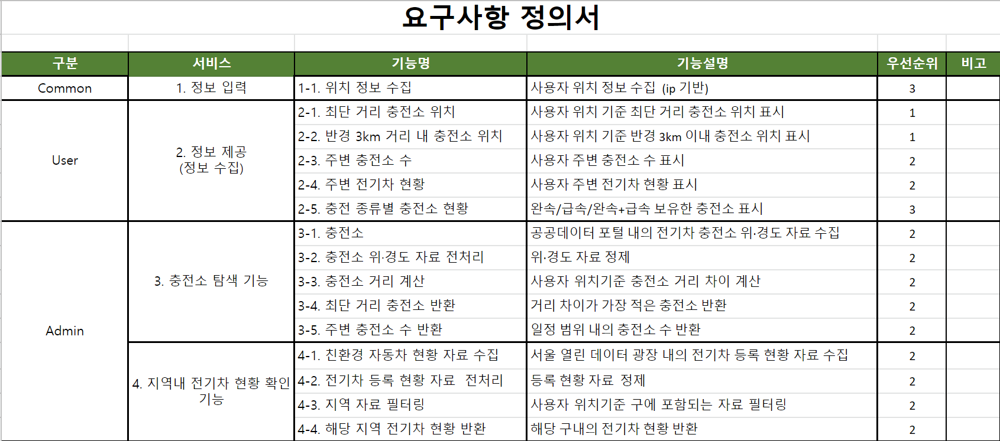 요구사항 정의서
구분 서비스 기능명 기능설명 우선순위 비고
Common 1. 정보 입력 1-1. 위치 정보 수집 사용자 위치 정보 수집 (ip 기반) 3
User 2. 정보 제공
(정보 수집)
2-1. 최단 거리 충전소 위치 사용자 위치 기준 최단 거리 충전소 위치 표시 1
2-2. 반경 3km 거리 내 충전소 위치 사용자 위치 기준 반경 3km 이내 충전소 위치 표시 1
2-3. 주변 충전소 수 사용자 주변 충전소 수 표시 2
2-4. 주변 전기차 현황 사용자 주변 전기차 현황 표시 2
2-5. 충전 종류별 충전소 현황 완속/급속/완속+급속 보유한 충전소 표시 3
Admin 3. 충전소 탐색 기능
3-1. 충전소 공공데이터 포털 내의 전기차 충전소 위·경도 자료 수집 2
3-2. 충전소 위·경도 자료 전처리 위·경도 자료 정제 2
3-3. 충전소 거리 계산 사용자 위치기준 충전소 거리 차이 계산 2
3-4. 최단 거리 충전소 반환 거리 차이가 가장 적은 충전소 반환 2
3-5. 주변 충전소 수 반환 일정 범위 내의 충전소 수 반환 2
4. 지역내 전기차 현황 확인
기능
4-1. 친환경 자동차 현황 자료 수집 서울 열린 데이터 광장 내의 전기차 등록 현황 자료 수집 2
4-2. 전기차 등록 현황 자료 전처리 등록 현황 자료 정제 2
4-3. 지역 자료 필터링 사용자 위치기준 구에 포함되는 자료 필터링 2
4-4. 해당 지역 전기차 현황 반환 해당 구내의 전기차 현황 반환 2